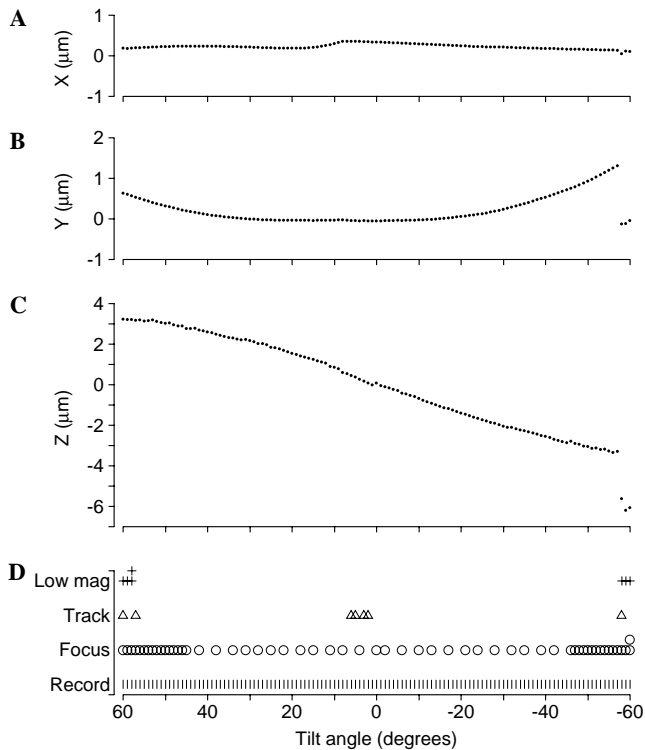 A
1
0
-1
X (μm)
B
2
1
0
-1
Y (μm)
C
4
2
0
-2
-4
-6
Z (μm)
D
Low mag
Track
Focus
Record
60 40 20 0 -20 -40 -60
Tilt angle (degrees)